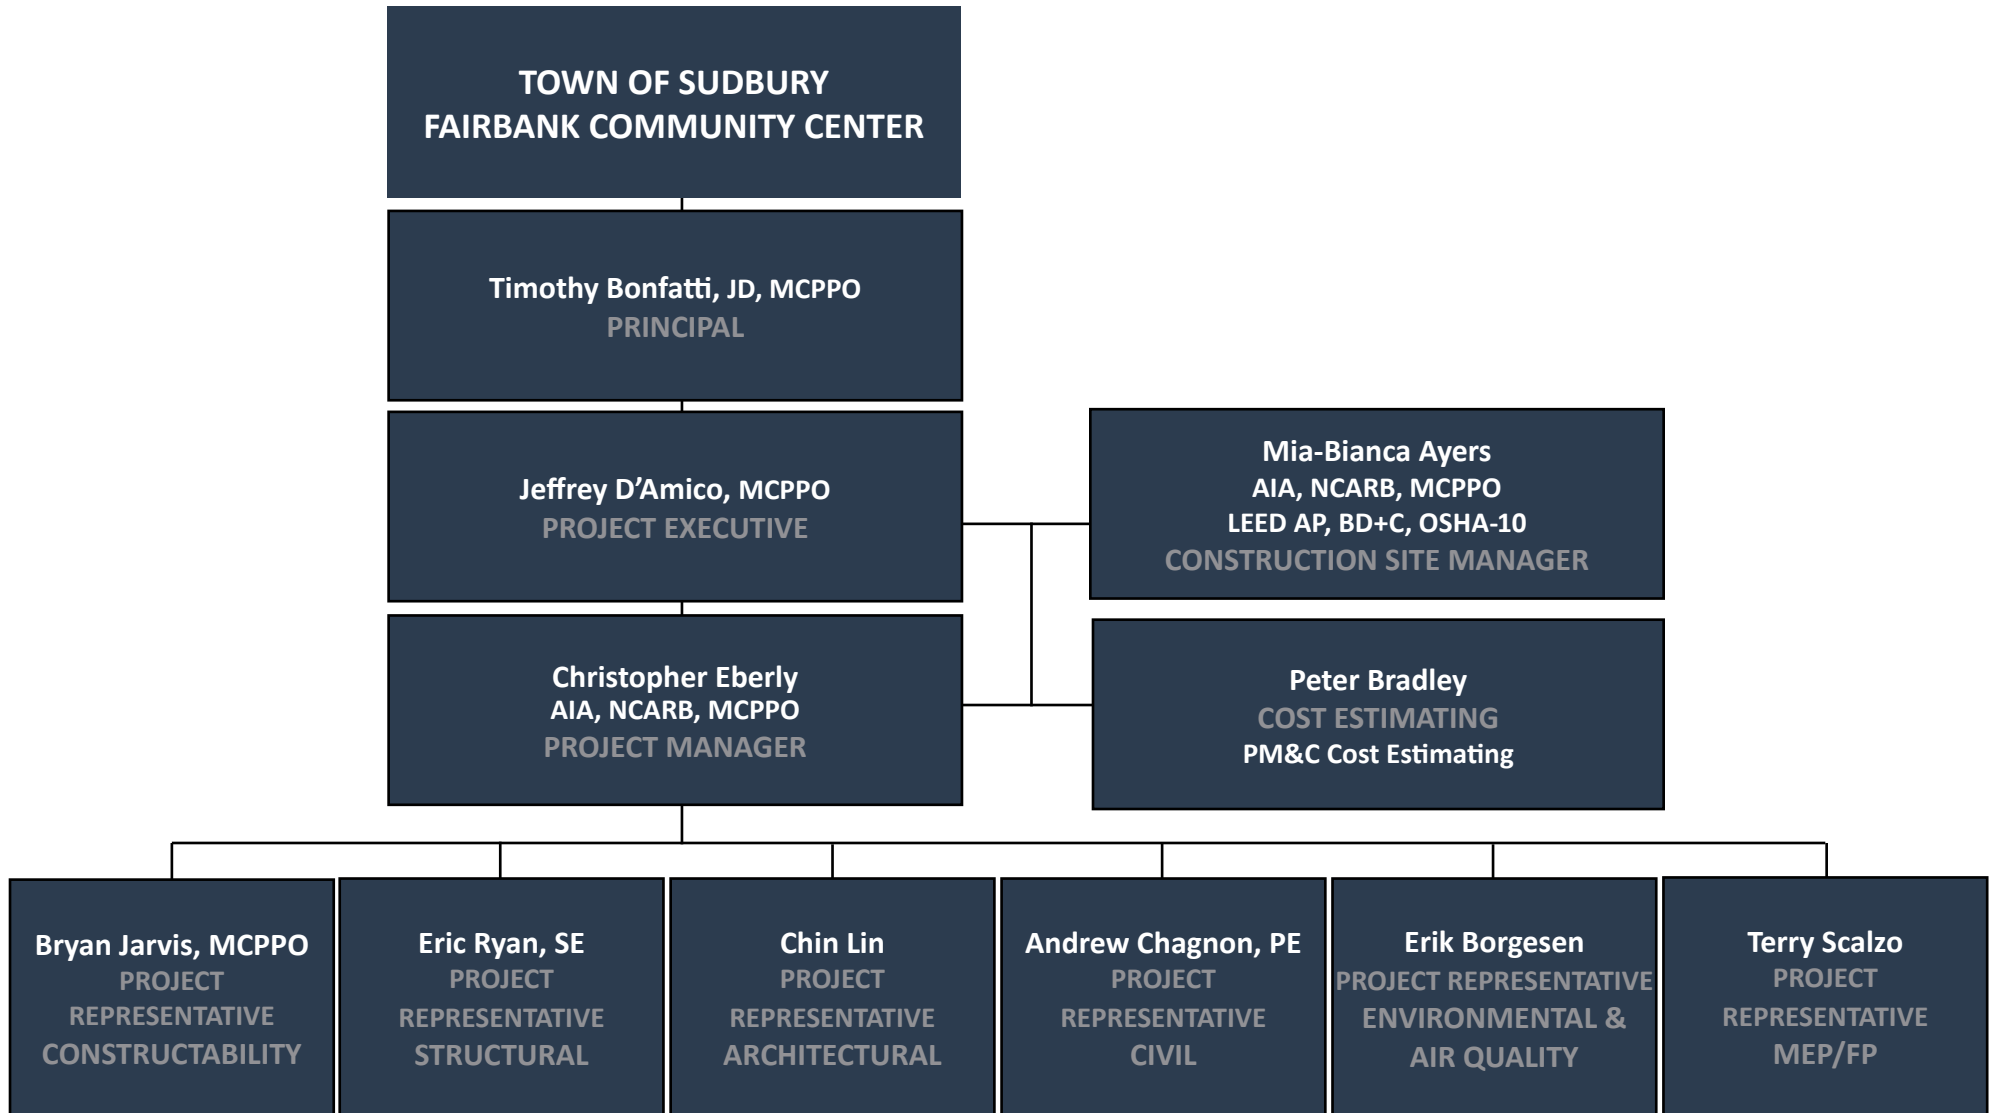 TOWN OF SUDBURY
FAIRBANK COMMUNITY CENTER
Timothy Bonfatti, JD, MCPPO
PRINCIPAL
Jeffrey D’Amico, MCPPO
PROJECT EXECUTIVE
Mia-Bianca Ayers
AIA, NCARB, MCPPO
LEED AP, BD+C, OSHA-10
CONSTRUCTION SITE MANAGER
Christopher Eberly
AIA, NCARB, MCPPO
PROJECT MANAGER
Peter Bradley
COST ESTIMATING
PM&C Cost Estimating
Bryan Jarvis, MCPPO
PROJECT
REPRESENTATIVE
CONSTRUCTABILITY
Eric Ryan, SE
PROJECT
REPRESENTATIVE
STRUCTURAL
Chin Lin
PROJECT
REPRESENTATIVE
ARCHITECTURAL
Andrew Chagnon, PE
PROJECT
REPRESENTATIVE
CIVIL
Erik Borgesen
PROJECT REPRESENTATIVE
ENVIRONMENTAL &
AIR QUALITY
Terry Scalzo
PROJECT
REPRESENTATIVE
MEP/FP